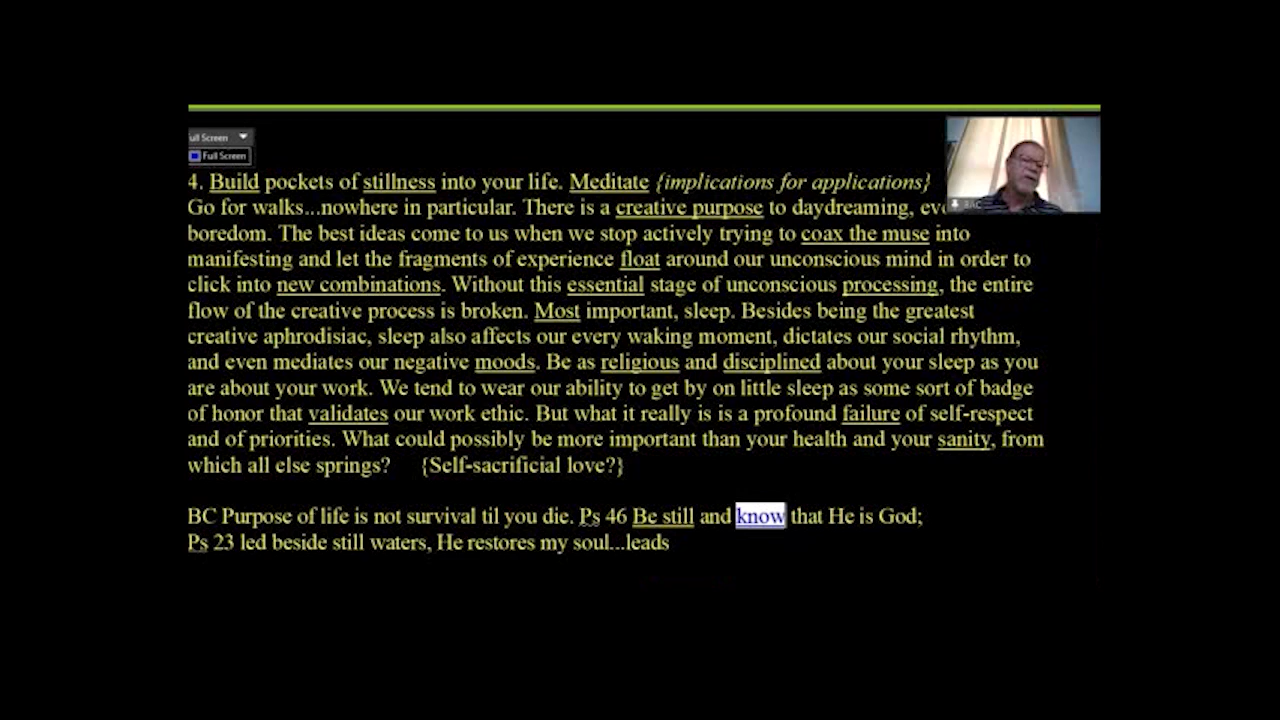 ull Screen
Full Screen
4. Build pockets of stillness into your life. Meditate {implications for applications}
Go for walks...nowhere in particular. There is a creative purpose to daydreaming, eve
boredom. The best ideas come to us when we stop actively trying to coax the muse into
manifesting and let the fragments of experience float around our unconscious mind in order to
click into new combinations. Without this essential stage of unconscious processing, the entire
flow of the creative process is broken. Most important, sleep. Besides being the greatest
creative aphrodisiac, sleep also affects our every waking moment, dictates our social rhythm,
and even mediates our negative moods. Be as religious and disciplined about your sleep as you
are about your work. We tend to wear our ability to get by on little sleep as some sort of badge
of honor that validates our work ethic. But what it really is is a profound failure of self-respect
and of priorities. What could possibly be more important than your health and your sanity, from
which all else springs? {Self-sacrificial love?}
BC Purpose of life is not survival til you die. Ps 46 Be still and know that He is God;
Ps 23 led beside still waters, He restores my soul...leads